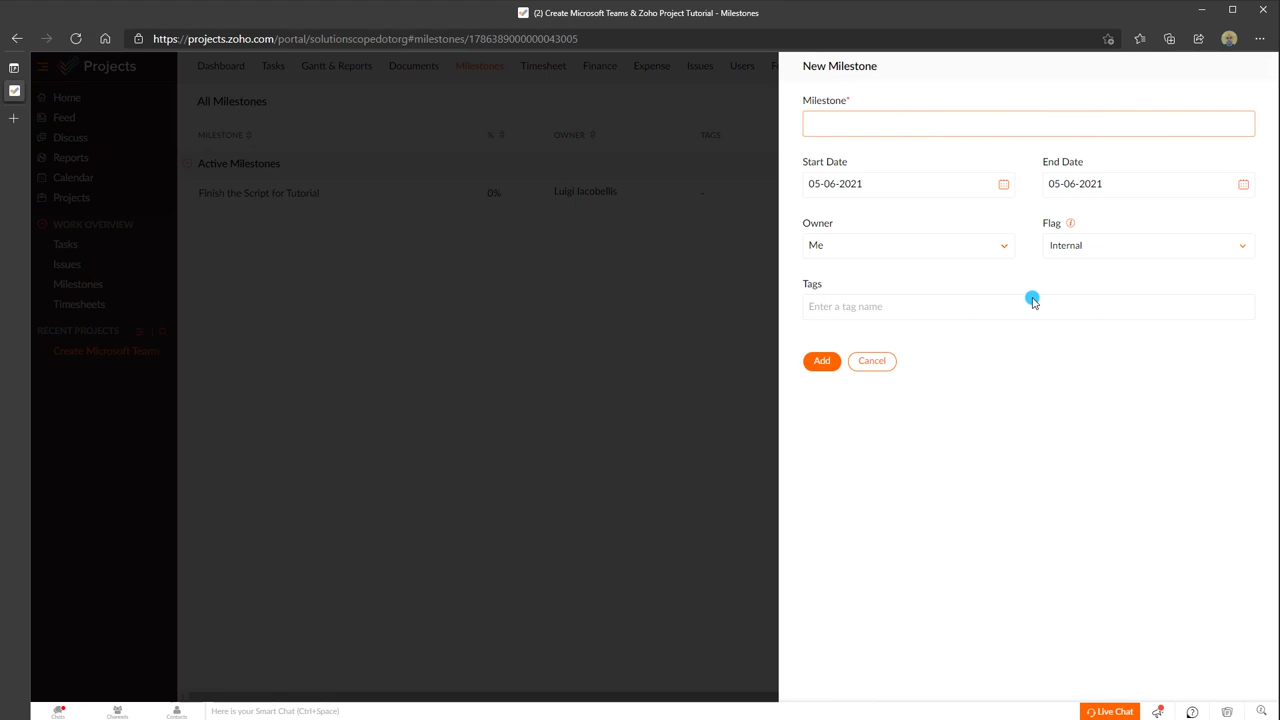 (2) Create Microsoft Teams & Zoho Project Tutorial - Milestones
https://projects.zoho.com/portal/solutionscopedotorg#milestones/1786389000000043005
Projects
Dashboard Tasks Gantt & Reports Documents Milestones Timesheet Finance Expense Issues Users
Home
Feed
Discuss
Reports
Calendar
Projects
WORK OVERVIEW
Tasks
Issues
Milestones
Timesheets
RECENT PROJECTS
Create Microsoft Teams
All Milestones
MILESTONE % OWNER TAGS
Active Milestones
Finish the Script for Tutorial 0% Luigi Iacobellis -
New Milestone
Milestone*
Start Date End Date
05-06-2021 05-06-2021
Owner Flag
Me Internal
Tags
Enter a tag name
Add Cancel
Chats Channels Contacts Here is your Smart Chat (Ctrl+Space) Live Chat